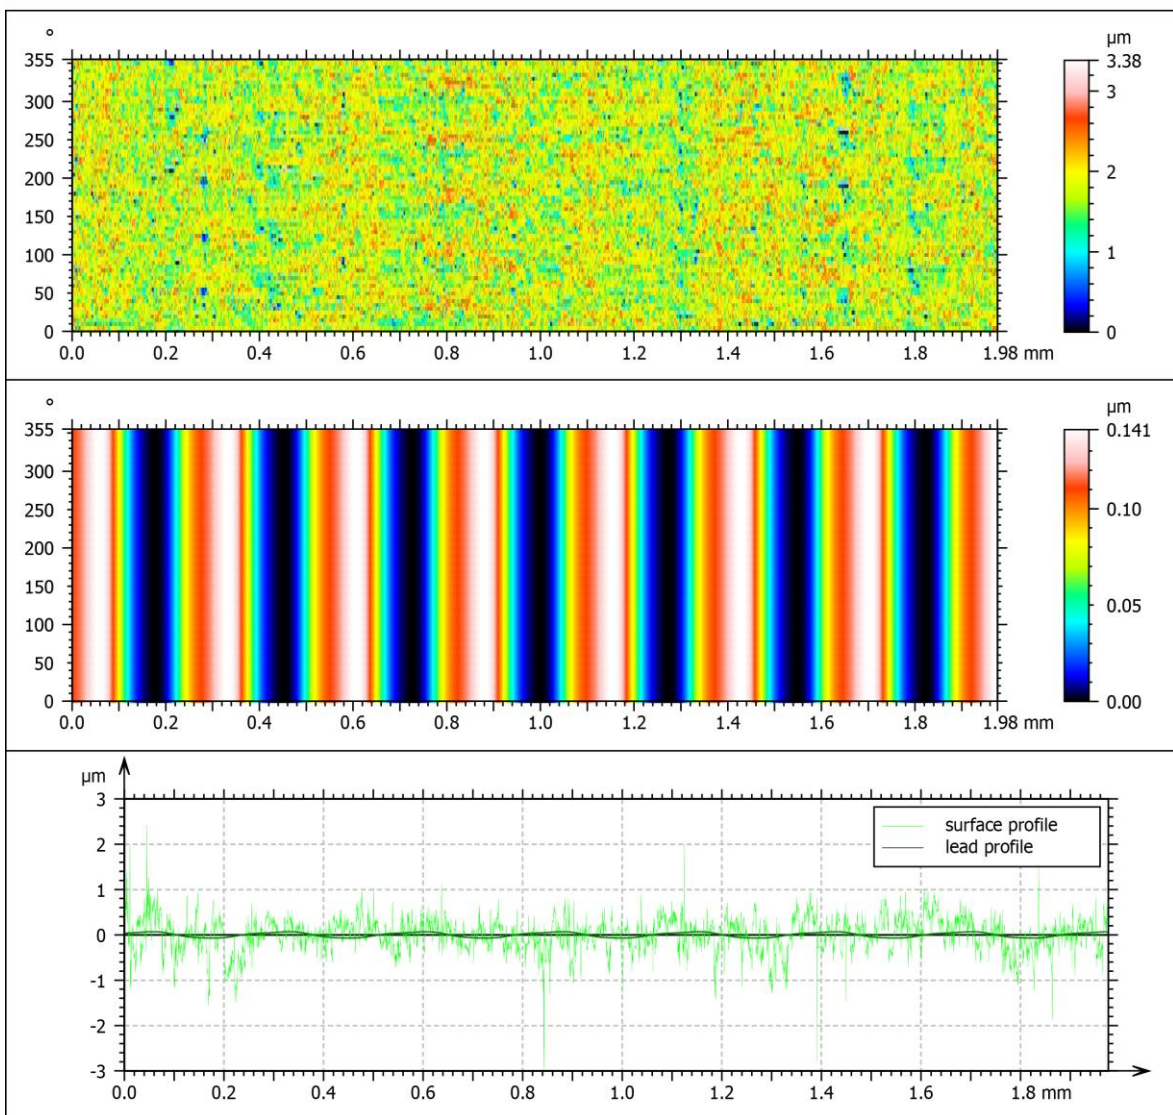 ° μm
355 3.38
300 3
250
200 2
150
100 1
50
0 0
0.0 0.2 0.4 0.6 0.8 1.0 1.2 1.4 1.6 1.8 1.98 mm
° μm
355 0.141
300
250 0.10
200
150
100 0.05
50
0 0.00
0.0 0.2 0.4 0.6 0.8 1.0 1.2 1.4 1.6 1.8 1.98 mm
μm
3
surface profile
2
lead profile
1
0
-1
-2
-3
0.0 0.2 0.4 0.6 0.8 1.0 1.2 1.4 1.6 1.8 mm